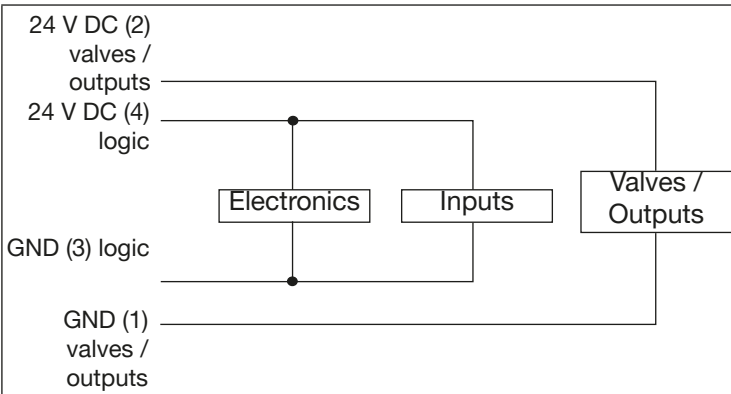 24 V DC (2)
valves /
outputs
24 V DC (4)
logic
Electronics
Inputs
Valves /
Outputs
GND (3) logic
GND (1)
valves /
outputs